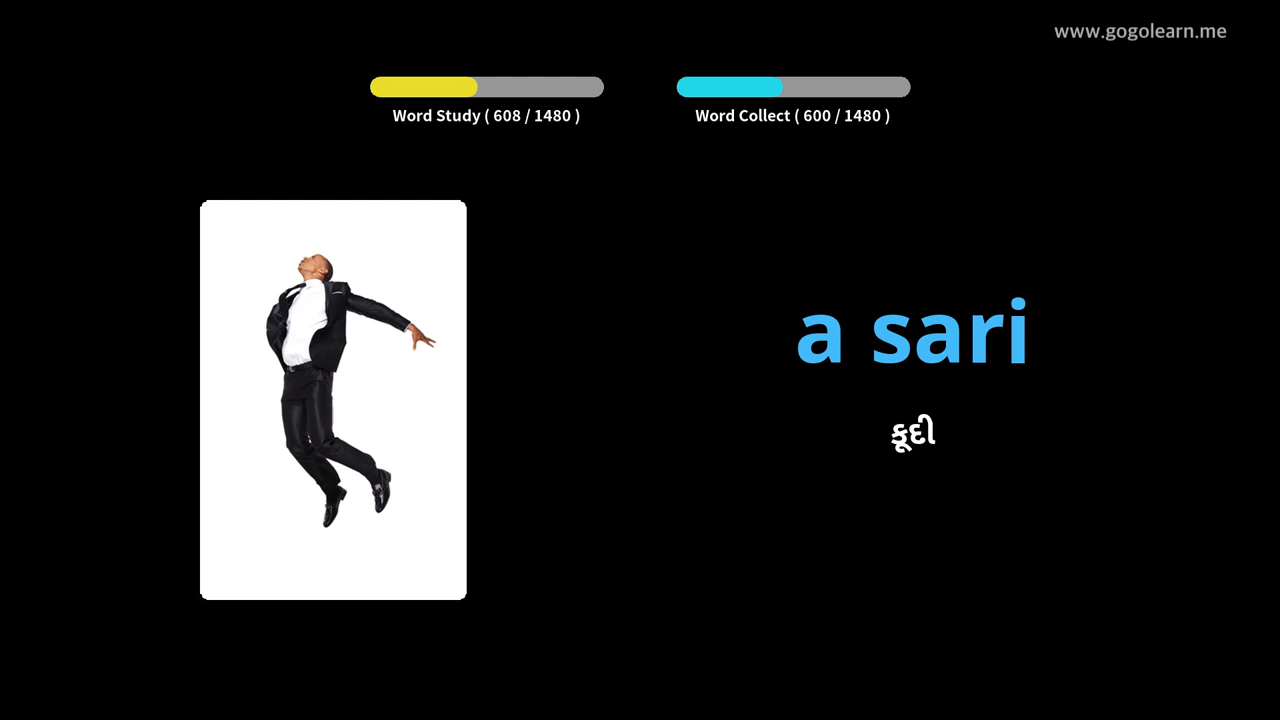 www.gogolearn.me
Word Study ( 608 / 1480 )
Word Collect ( 600 / 1480 )
a sari
કૂદી